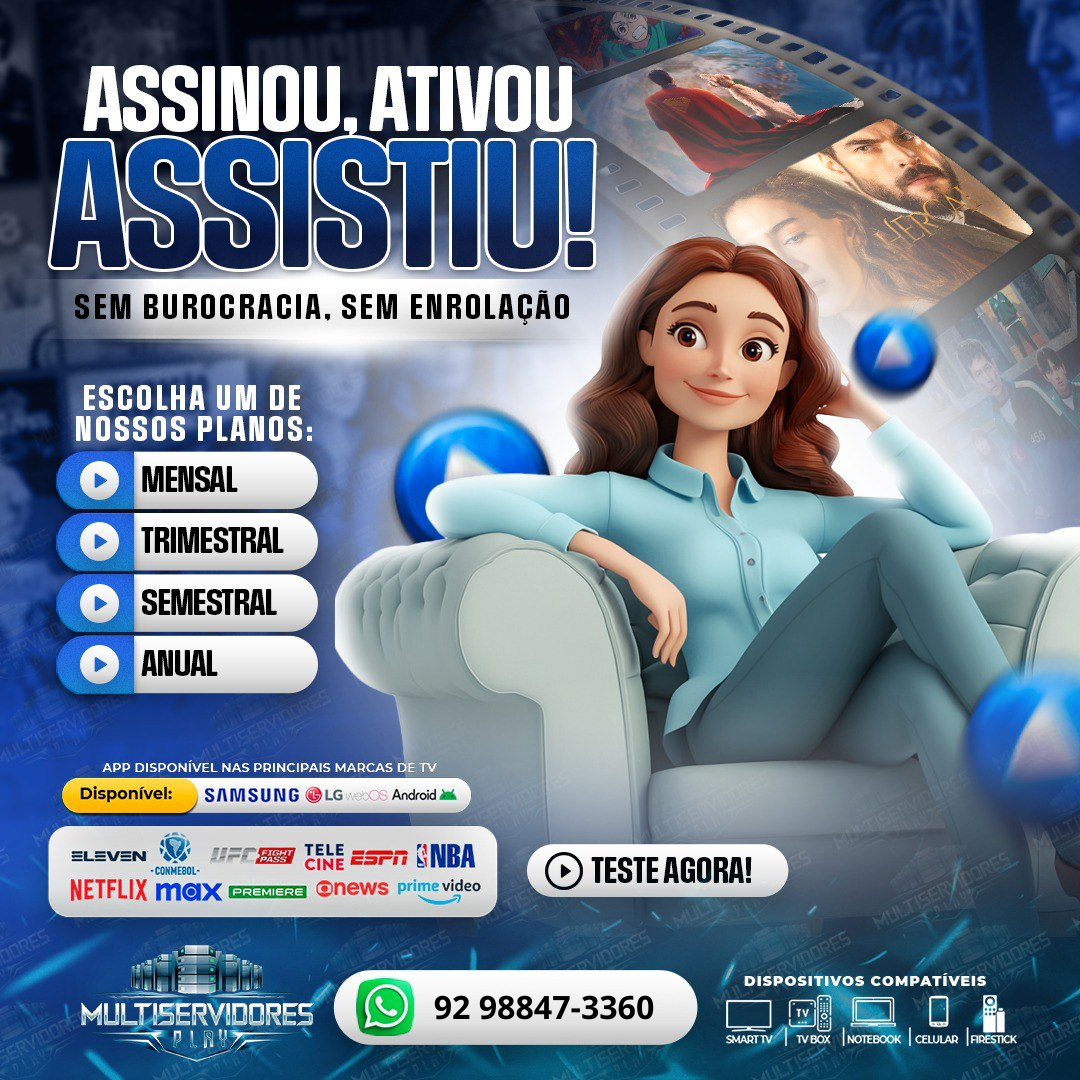 ASSINOU, ATIVOU
ASSISTIU!
SEM BUROCRACIA, SEM ENROLAÇÃO
HERCAI
466
ESCOLHA UM DE
NOSSOS PLANOS:
MENSAL
TRIMESTRAL
SEMESTRAL
ANUAL
APP DISPONÍVEL NAS PRINCIPAIS MARCAS DE TV
Disponível: SAMSUNG LG webOS Android
ELEVEN CONMEBOL UFC FIGHT PASS TELE CINE ESPN NBA
NETFLIX max PREMIERE news prime video
TESTE AGORA!
MULTISERVIDORES
PLAY
92 98847-3360
DISPOSITIVOS COMPATÍVEIS
TV
SMART TV | TV BOX | NOTEBOOK | CELULAR | FIRESTICK